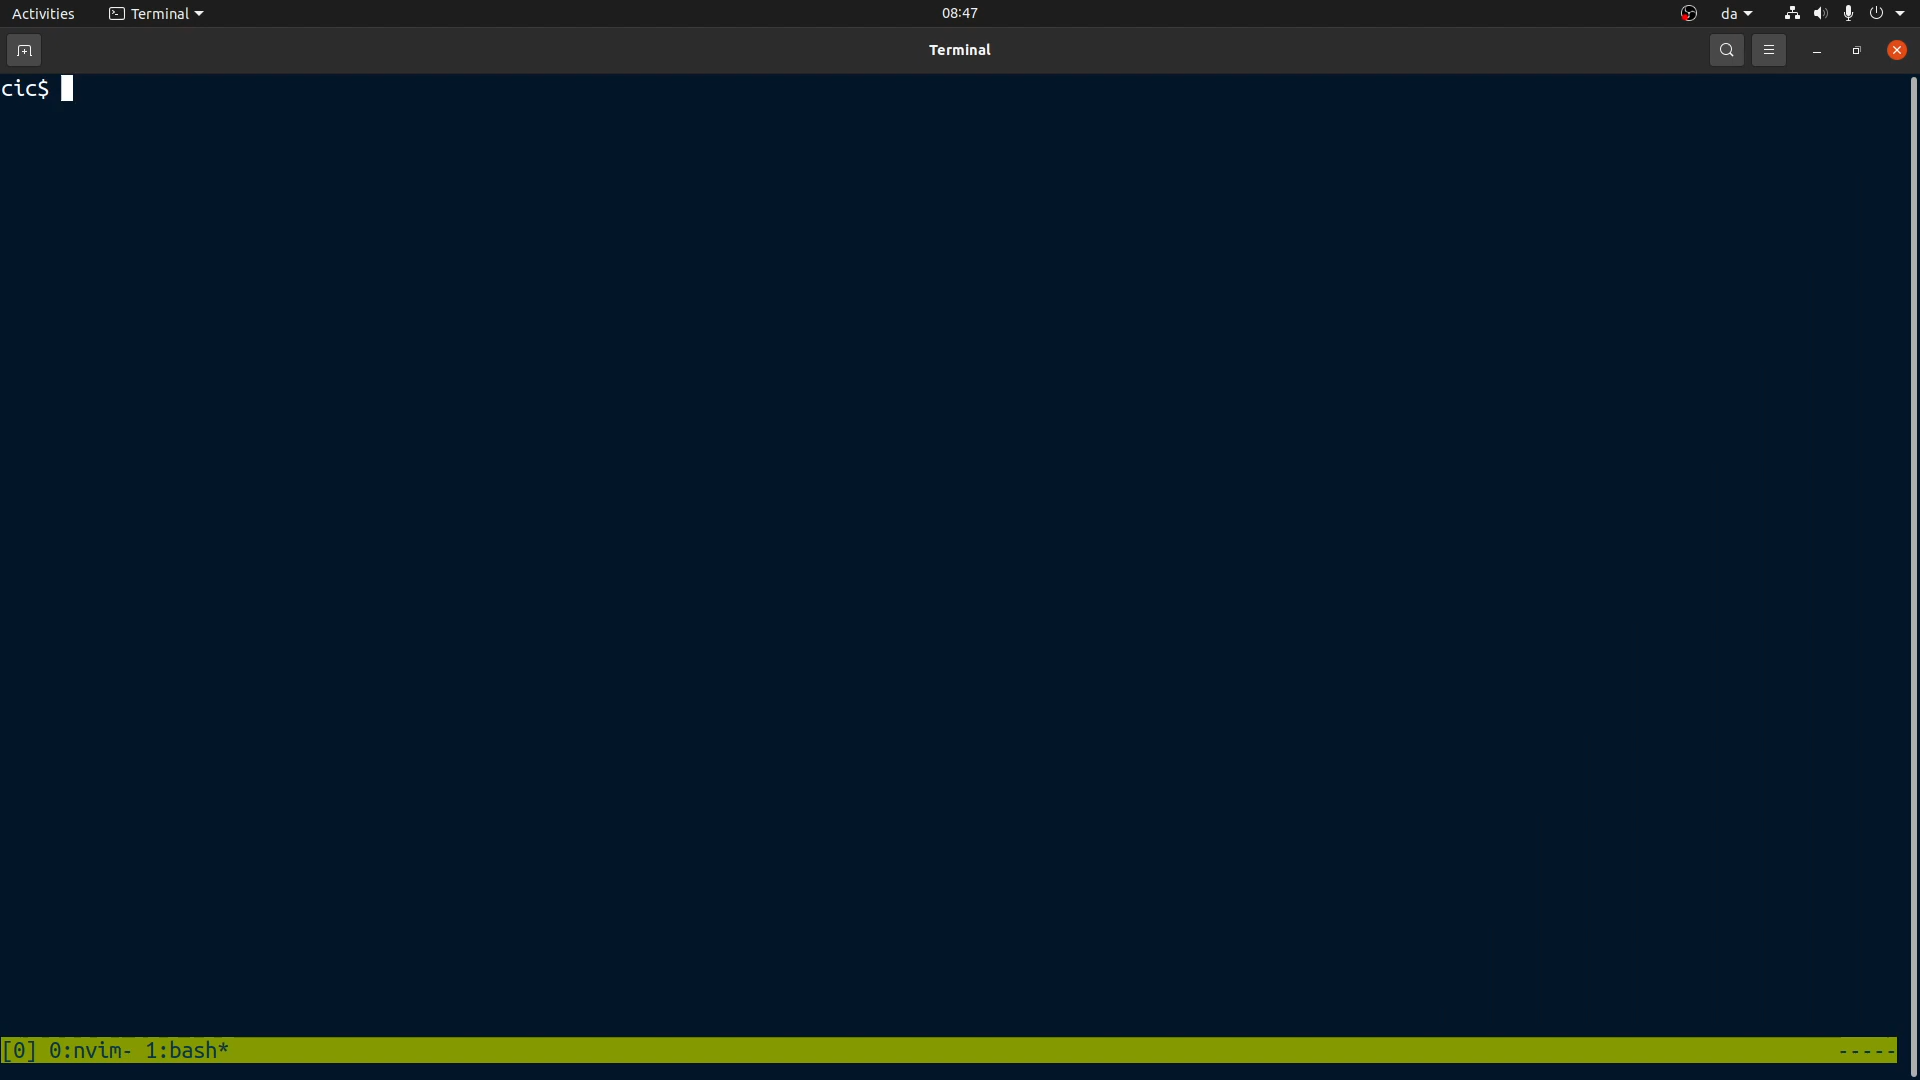 Activities Terminal 08:47 da
Terminal
cic$
[0] 0:nvim- 1:bash* -----